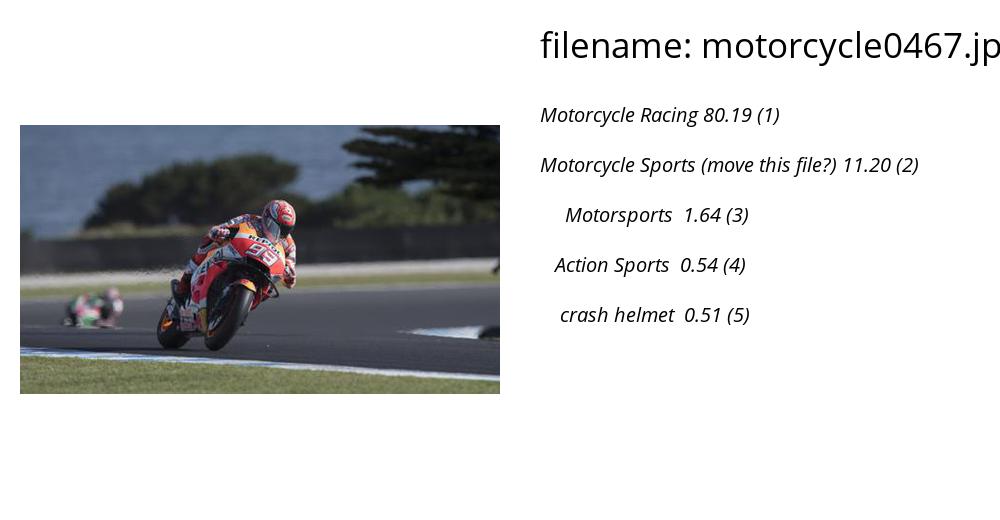 filename: motorcycle0467.jp
Motorcycle Racing 80.19 (1)
Motorcycle Sports (move this file?) 11.20 (2)
Motorsports 1.64 (3)
Action Sports 0.54 (4)
crash helmet 0.51 (5)
93